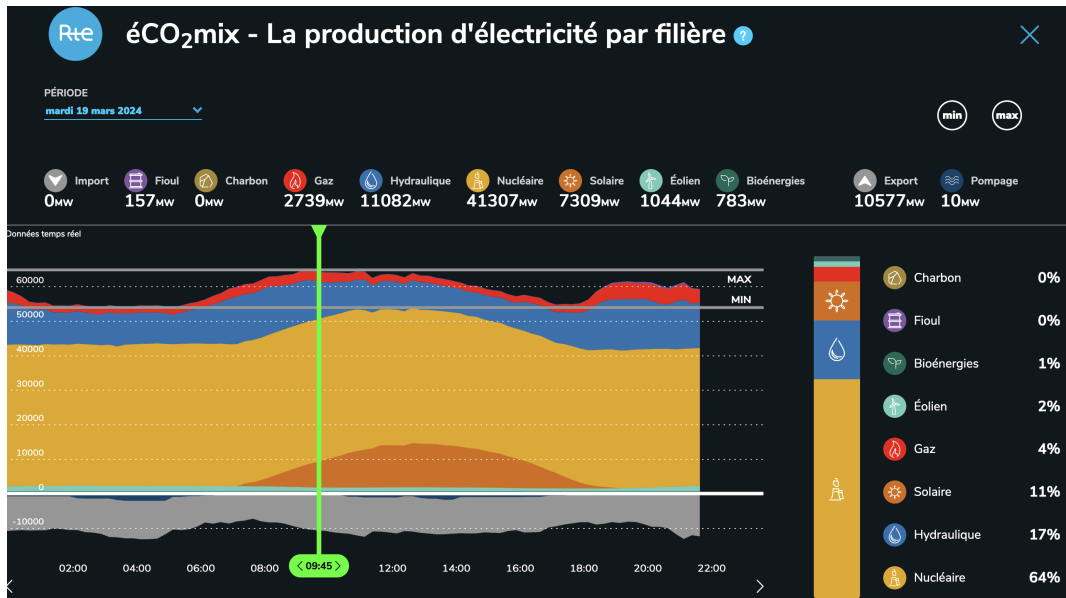 Rte
éCO₂mix - La production d'électricité par filière ?
PÉRIODE
mardi 19 mars 2024
min max
Import Fioul Charbon Gaz Hydraulique Nucléaire Solaire Éolien Bioénergies Export Pompage
0MW 157MW 0MW 2739MW 11082MW 41307MW 7309MW 1044MW 783MW 10577MW 10MW
Données temps réel
60000
MAX
MIN
50000
40000
30000
20000
10000
0
-10000
02:00 04:00 06:00 08:00 < 09:45 > 12:00 14:00 16:00 18:00 20:00 22:00
Charbon 0%
Fioul 0%
Bioénergies 1%
Éolien 2%
Gaz 4%
Solaire 11%
Hydraulique 17%
Nucléaire 64%